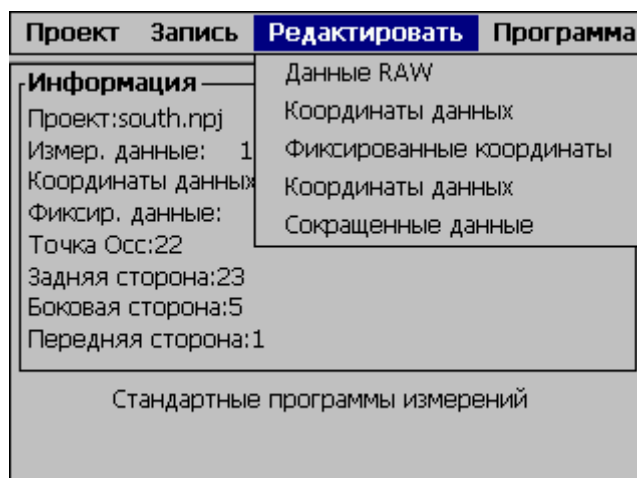 Проект Запись Редактировать Программа
Данные RAW
Координаты данных
Фиксированные координаты
Координаты данных
Сокращенные данные
Информация
Проект:south.npj
Измер. данные: 1
Координаты данных
Фиксир. данные:
Точка Осс:22
Задняя сторона:23
Боковая сторона:5
Передняя сторона:1
Стандартные программы измерений